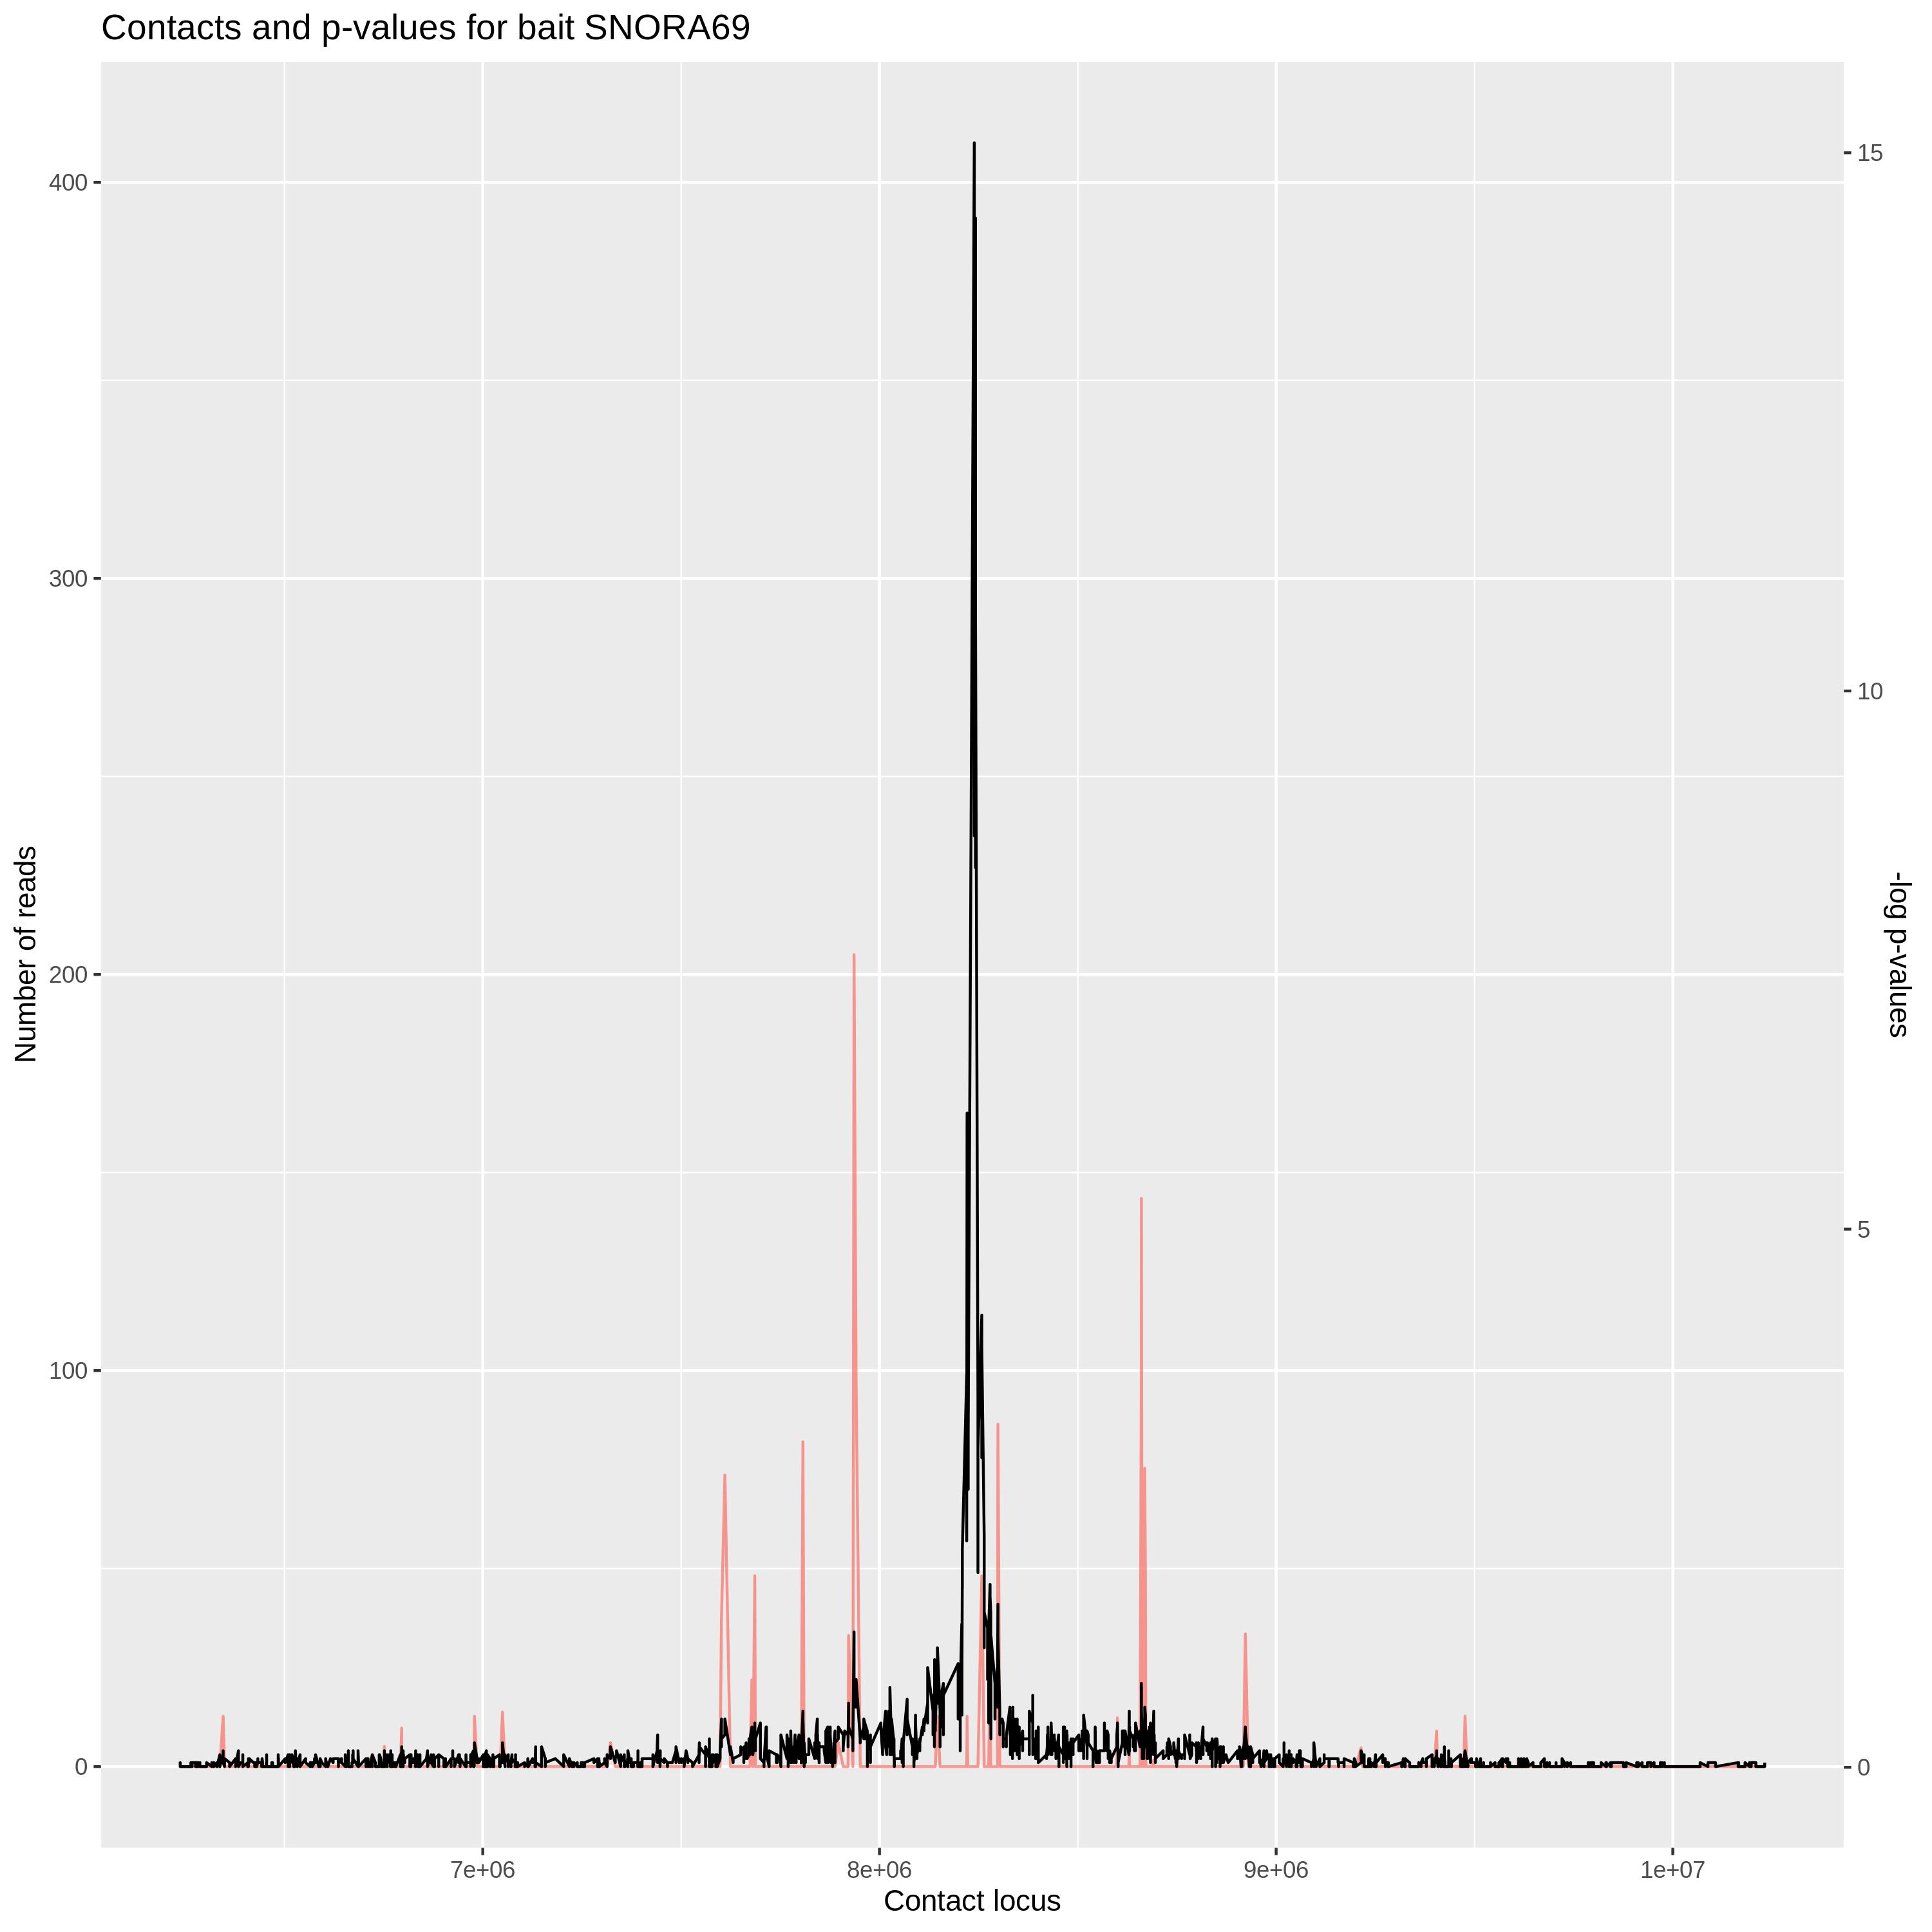 Contacts and p-values for bait SNORA69
Number of reads
400
300
200
100
0
15
10
5
0
-log p-values
7e+06
8e+06
9e+06
1e+07
Contact locus